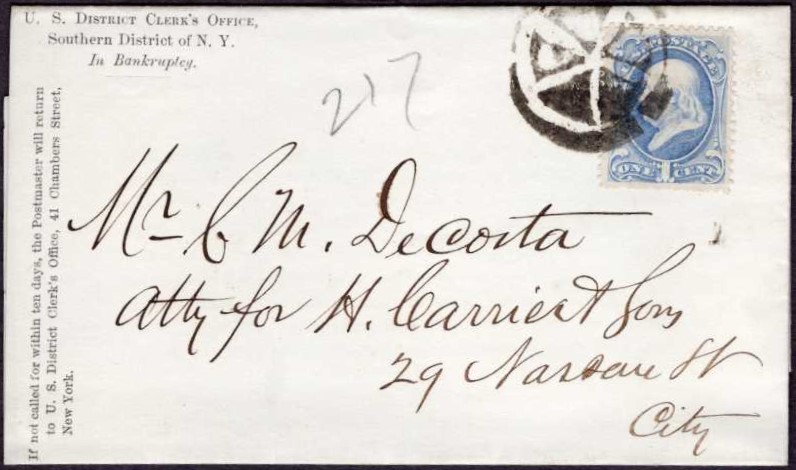 U. S. DISTRICT CLERK'S OFFICE,
Southern District of N. Y.
In Bankruptcy.
If not called for within ten days, the Postmaster will return
to U. S. District Clerk's Office, 41 Chambers Street,
New York.
217
POSTAGE
ONE 1 CENT
Mr. C M. DeCosta
Atty for H. Carrie & Sons
29 Nassau St
City